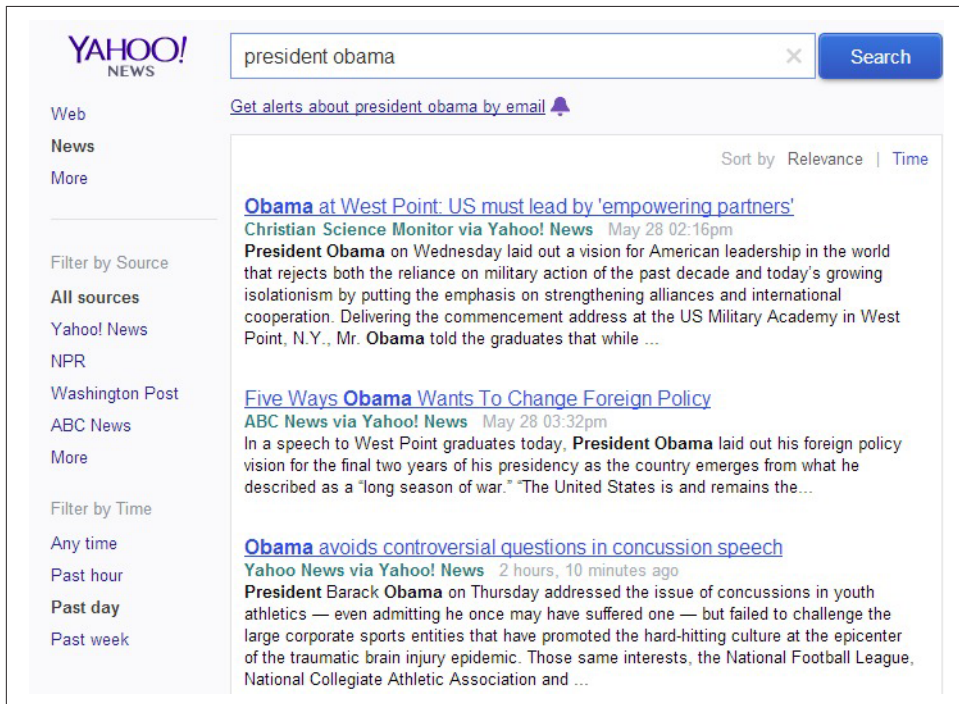 YAHOO!
NEWS
president obama
Search
Get alerts about president obama by email
Web
News
More
Filter by Source
All sources
Yahoo! News
NPR
Washington Post
ABC News
More
Filter by Time
Any time
Past hour
Past day
Past week
Sort by Relevance | Time
Obama at West Point: US must lead by 'empowering partners'
Christian Science Monitor via Yahoo! News May 28 02:16pm
President Obama on Wednesday laid out a vision for American leadership in the world
that rejects both the reliance on military action of the past decade and today's growing
isolationism by putting the emphasis on strengthening alliances and international
cooperation. Delivering the commencement address at the US Military Academy in West
Point, N.Y., Mr. Obama told the graduates that while ...
Five Ways Obama Wants To Change Foreign Policy
ABC News via Yahoo! News May 28 03:32pm
In a speech to West Point graduates today, President Obama laid out his foreign policy
vision for the final two years of his presidency as the country emerges from what he
described as a “long season of war.” “The United States is and remains the...
Obama avoids controversial questions in concussion speech
Yahoo News via Yahoo! News 2 hours, 10 minutes ago
President Barack Obama on Thursday addressed the issue of concussions in youth
athletics — even admitting he once may have suffered one — but failed to challenge the
large corporate sports entities that have promoted the hard-hitting culture at the epicenter
of the traumatic brain injury epidemic. Those same interests, the National Football League,
National Collegiate Athletic Association and ...